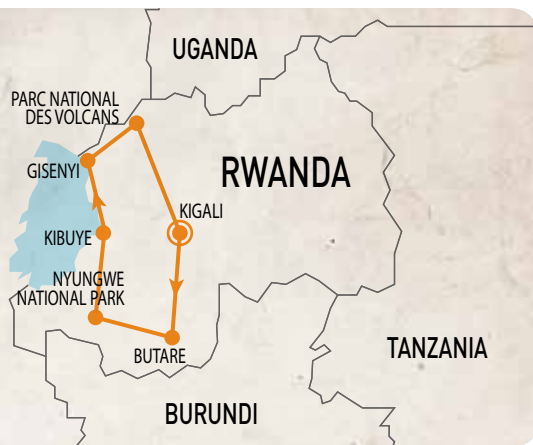 UGANDA
PARC NATIONAL
DES VOLCANS
GISENYI
RWANDA
KIGALI
KIBUYE
NYUNGWE
NATIONAL PARK
BUTARE
TANZANIA
BURUNDI